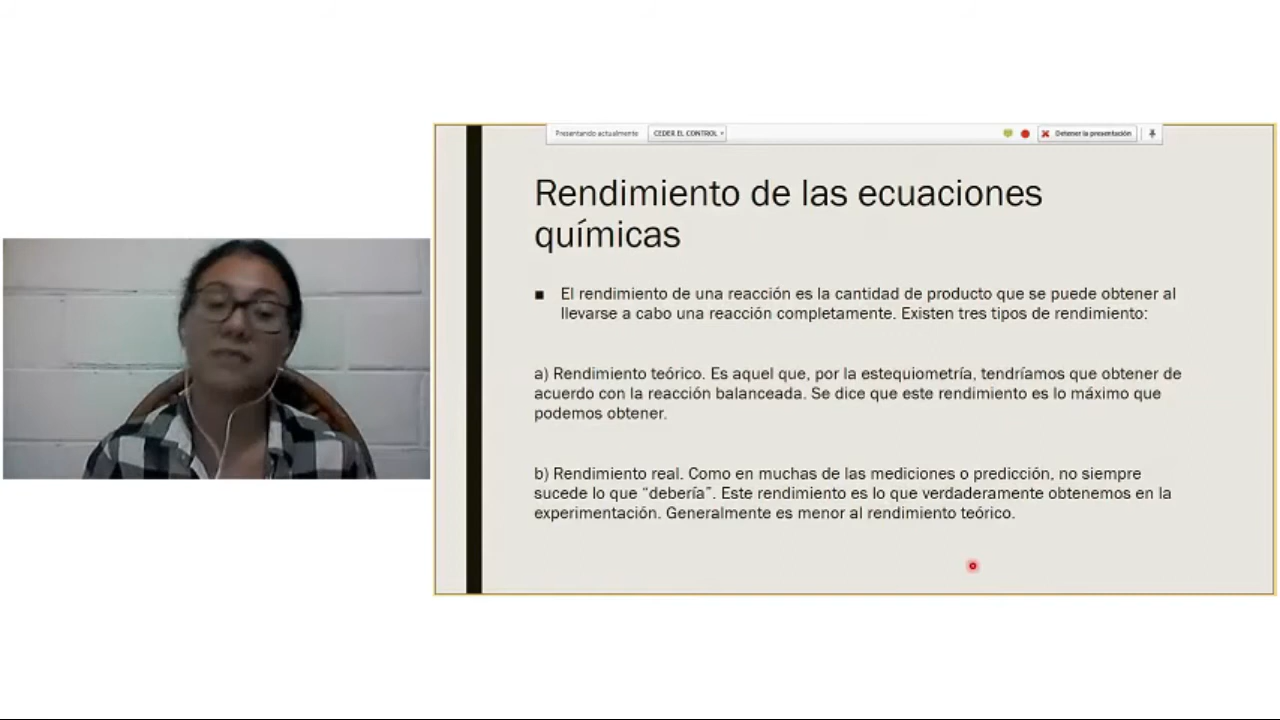 Presentando actualmente CEDER EL CONTROL Detener la presentación
Rendimiento de las ecuaciones
químicas
■ El rendimiento de una reacción es la cantidad de producto que se puede obtener al
llevarse a cabo una reacción completamente. Existen tres tipos de rendimiento:
a) Rendimiento teórico. Es aquel que, por la estequiometría, tendríamos que obtener de
acuerdo con la reacción balanceada. Se dice que este rendimiento es lo máximo que
podemos obtener.
b) Rendimiento real. Como en muchas de las mediciones o predicción, no siempre
sucede lo que “debería”. Este rendimiento es lo que verdaderamente obtenemos en la
experimentación. Generalmente es menor al rendimiento teórico.